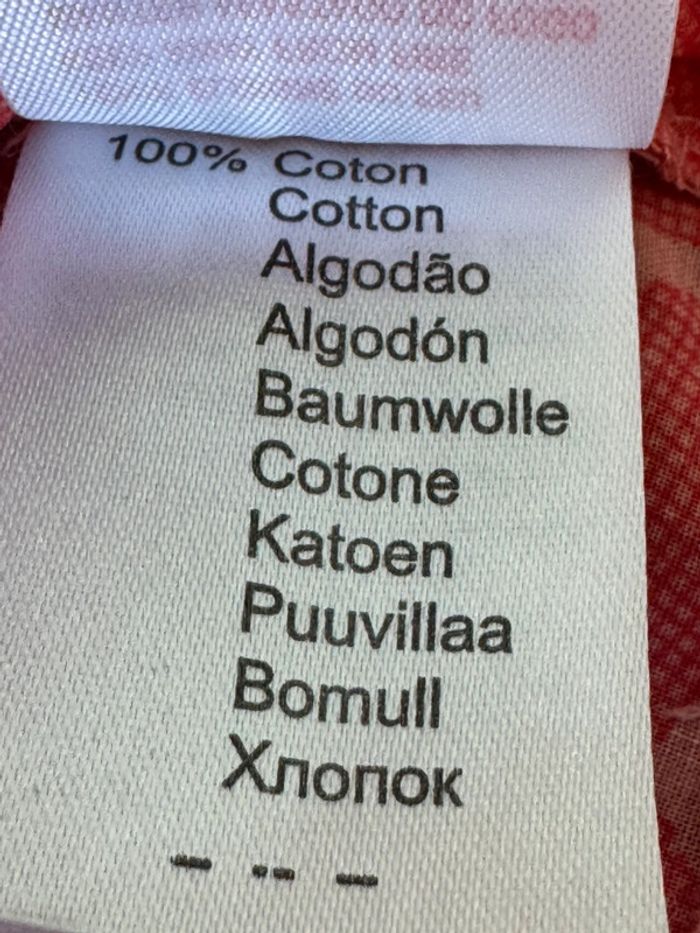 100% Coton
Cotton
Algodão
Algodón
Baumwolle
Cotone
Katoen
Puuvillaa
Bomull
Хлопок